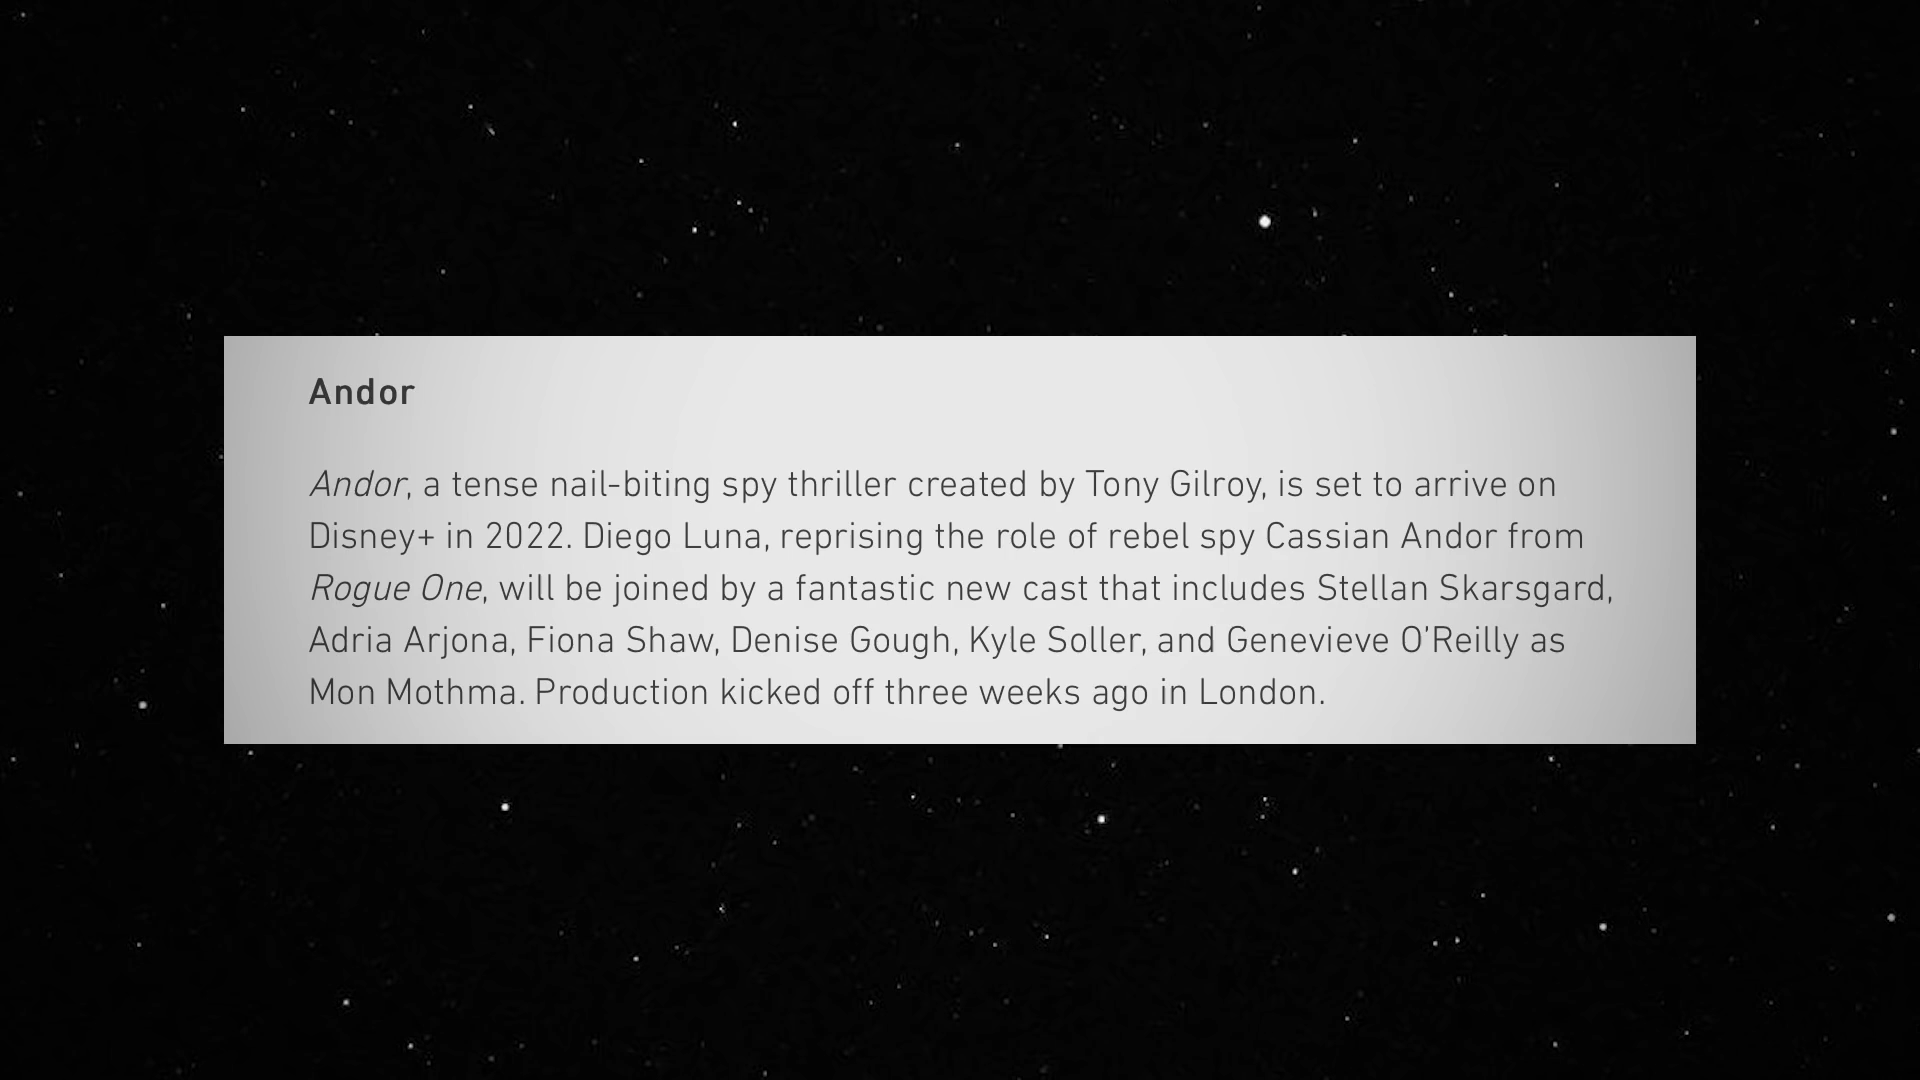 Andor
Andor, a tense nail-biting spy thriller created by Tony Gilroy, is set to arrive on
Disney+ in 2022. Diego Luna, reprising the role of rebel spy Cassian Andor from
Rogue One, will be joined by a fantastic new cast that includes Stellan Skarsgard,
Adria Arjona, Fiona Shaw, Denise Gough, Kyle Soller, and Genevieve O’Reilly as
Mon Mothma. Production kicked off three weeks ago in London.